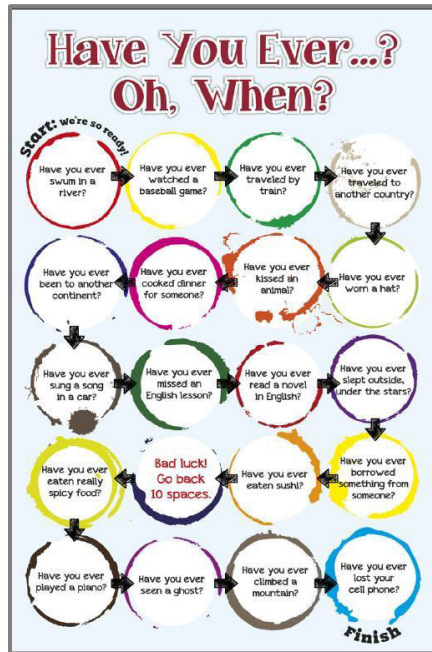 Have You Ever...?
Oh, When?
Start: We're so ready!
Have you ever
swum in a
river?
Have you ever
watched a
baseball game?
Have you ever
traveled by
train?
Have you ever
traveled to
another country?
Have you ever
worn a hat?
Have you ever
kissed an
animal?
Have you ever
cooked dinner
for someone?
Have you ever
been to another
continent?
Have you ever
sung a song
in a car?
Have you ever
missed an
English lesson?
Have you ever
read a novel
in English?
Have you ever
slept outside,
under the stars?
Have you ever
borrowed
something from
someone?
Have you ever
eaten sushi?
Bad luck!
Go back
10 spaces.
Have you ever
eaten really
spicy food?
Have you ever
played a piano?
Have you ever
seen a ghost?
Have you ever
climbed a
mountain?
Have you ever
lost your
cell phone?
Finish